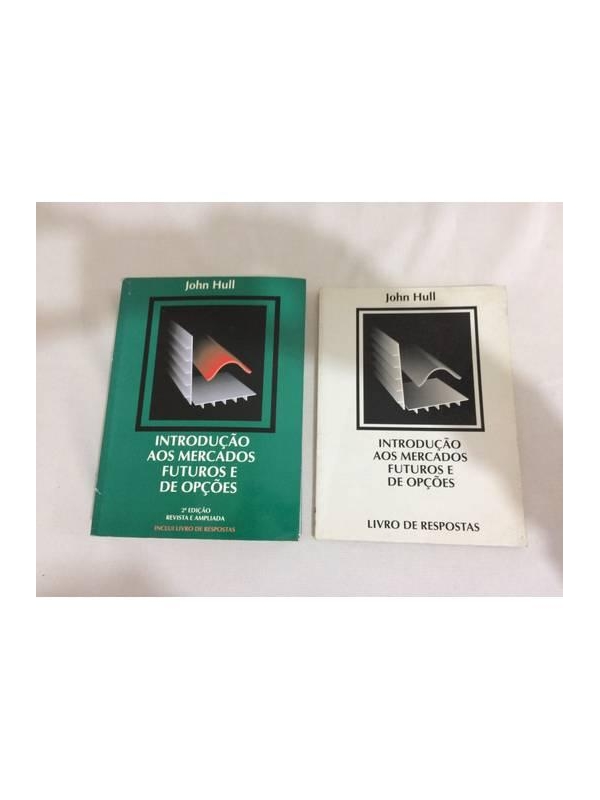 John Hull
INTRODUÇÃO
AOS MERCADOS
FUTUROS E
DE OPÇÕES
2ª EDIÇÃO
REVISTA E AMPLIADA
INCLUI LIVRO DE RESPOSTAS
John Hull
INTRODUÇÃO
AOS MERCADOS
FUTUROS E
DE OPÇÕES
LIVRO DE RESPOSTAS